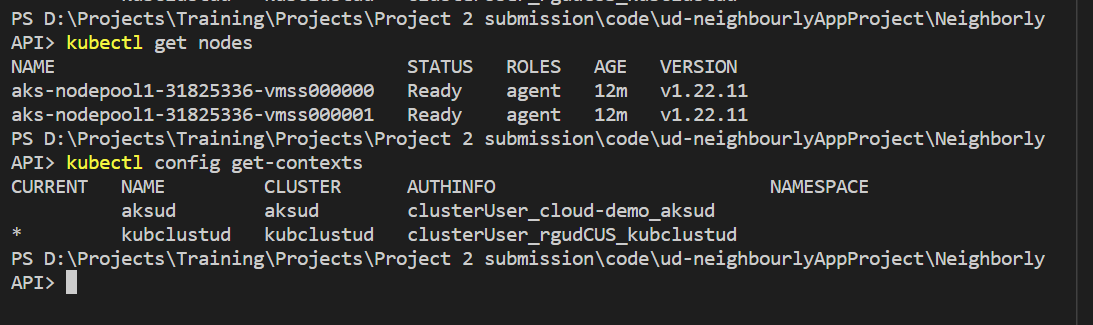 PS D:\Projects\Training\Projects\Project 2 submission\code\ud-neighbourlyAppProject\Neighborly
API> kubectl get nodes
NAME STATUS ROLES AGE VERSION
aks-nodepool1-31825336-vmss000000 Ready agent 12m v1.22.11
aks-nodepool1-31825336-vmss000001 Ready agent 12m v1.22.11
PS D:\Projects\Training\Projects\Project 2 submission\code\ud-neighbourlyAppProject\Neighborly
API> kubectl config get-contexts
CURRENT NAME CLUSTER AUTHINFO NAMESPACE
aksud aksud clusterUser_cloud-demo_aksud
* kubclustud kubclustud clusterUser_rgudCUS_kubclustud
PS D:\Projects\Training\Projects\Project 2 submission\code\ud-neighbourlyAppProject\Neighborly
API>